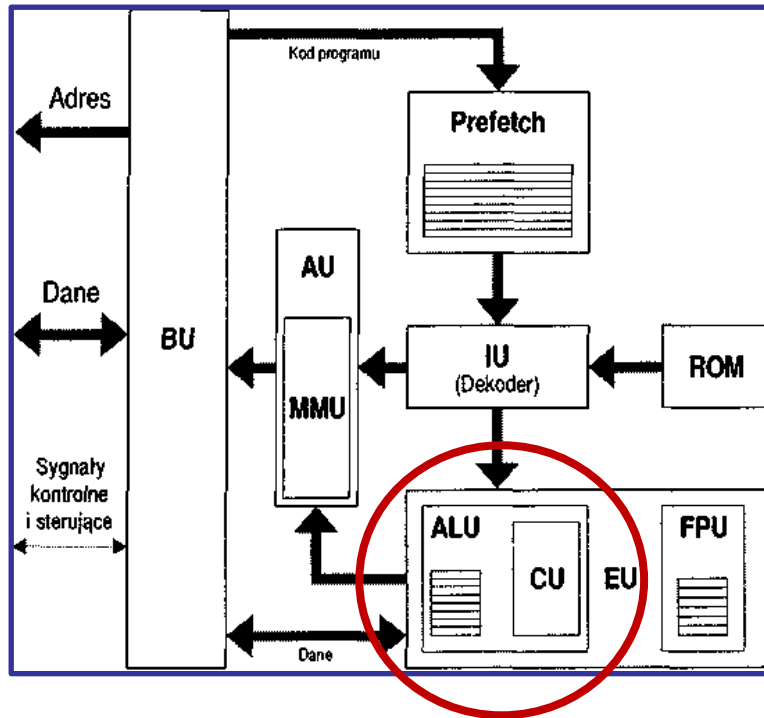 Kod programu
Adres
Prefetch
AU
Dane
BU
IU
(Dekoder)
ROM
MMU
Sygnały
kontrolne
i sterujące
ALU
FPU
CU
EU
Dane